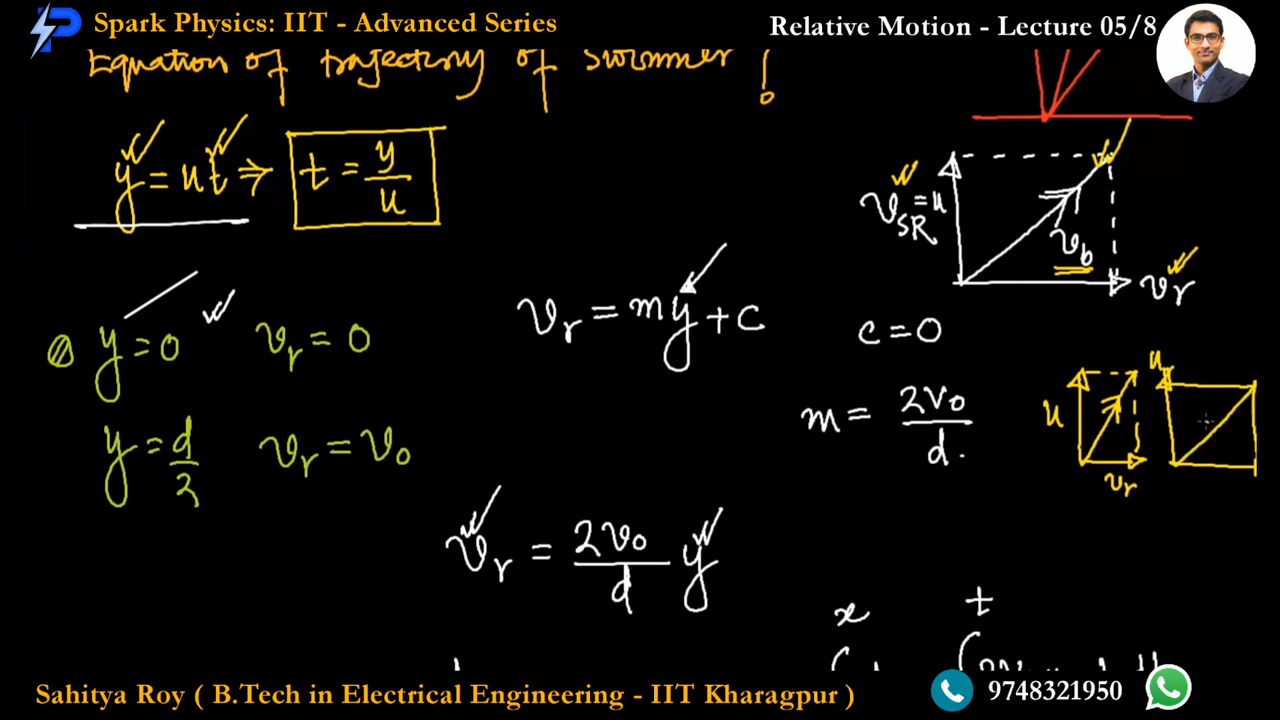 Spark Physics: IIT - Advanced Series
Relative Motion - Lecture 05/8
Equation of trajectory of swimmer !
y = ut ⇒ t = y/u
V_SR = u
v_b
v_r
y = 0 v_r = 0
v_r = my + c
c = 0
y = d/2 v_r = v_0
m = 2v_0/d.
u
v_r
u
v_r = 2v_0/d y
x t
Sahitya Roy ( B.Tech in Electrical Engineering - IIT Kharagpur )
9748321950